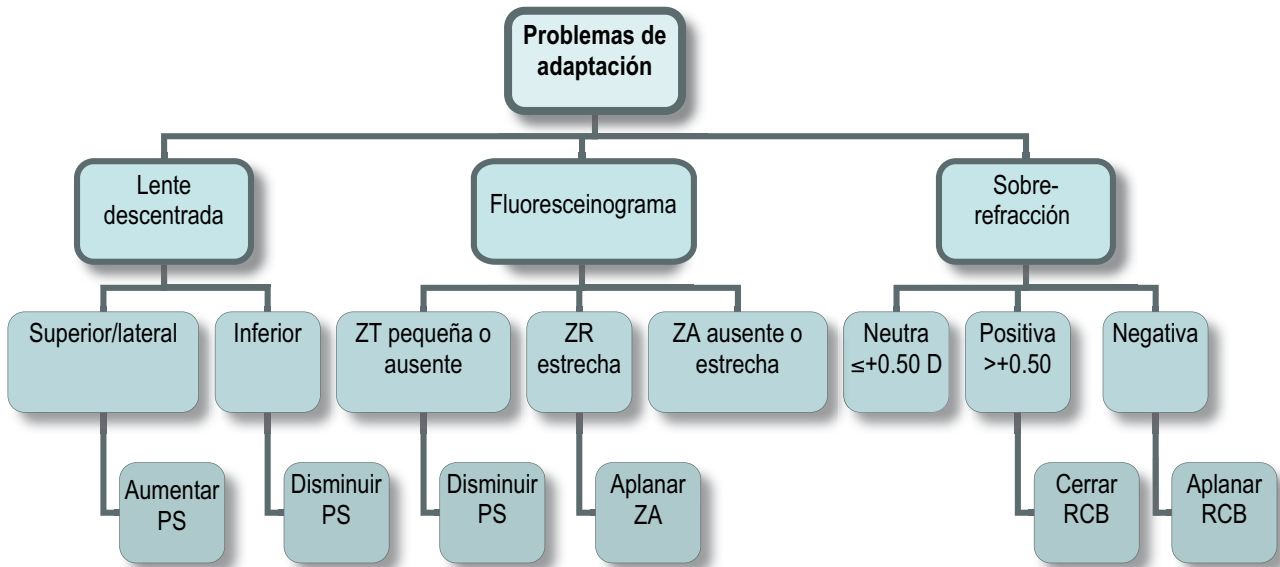 Problemas de
adaptación
Lente
descentrada
Fluoresceinograma
Sobre-
refracción
Superior/lateral
Inferior
ZT pequeña o
ausente
ZR
estrecha
ZA ausente o
estrecha
Neutra
≤+0.50 D
Positiva
>+0.50
Negativa
Aumentar
PS
Disminuir
PS
Disminuir
PS
Aplanar
ZA
Cerrar
RCB
Aplanar
RCB